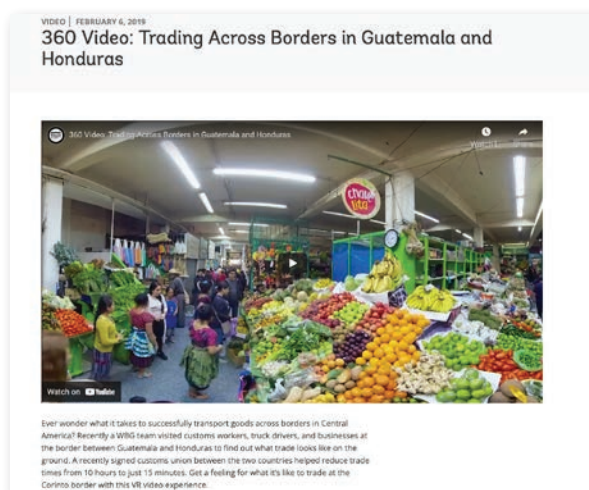 VIDEO | FEBRUARY 6, 2019
360 Video: Trading Across Borders in Guatemala and
Honduras
360 Video: Trading Across Borders in Guatemala and Honduras
Watch on YouTube
Ever wonder what it takes to successfully transport goods across borders in Central
America? Recently a WBG team visited customs workers, truck drivers, and businesses at
the border between Guatemala and Honduras to find out what trade looks like on the
ground. A recently signed customs union between the two countries helped reduce trade
times from 10 hours to just 15 minutes. Get a feeling for what it's like to trade at the
Corinto border with this VR video experience.